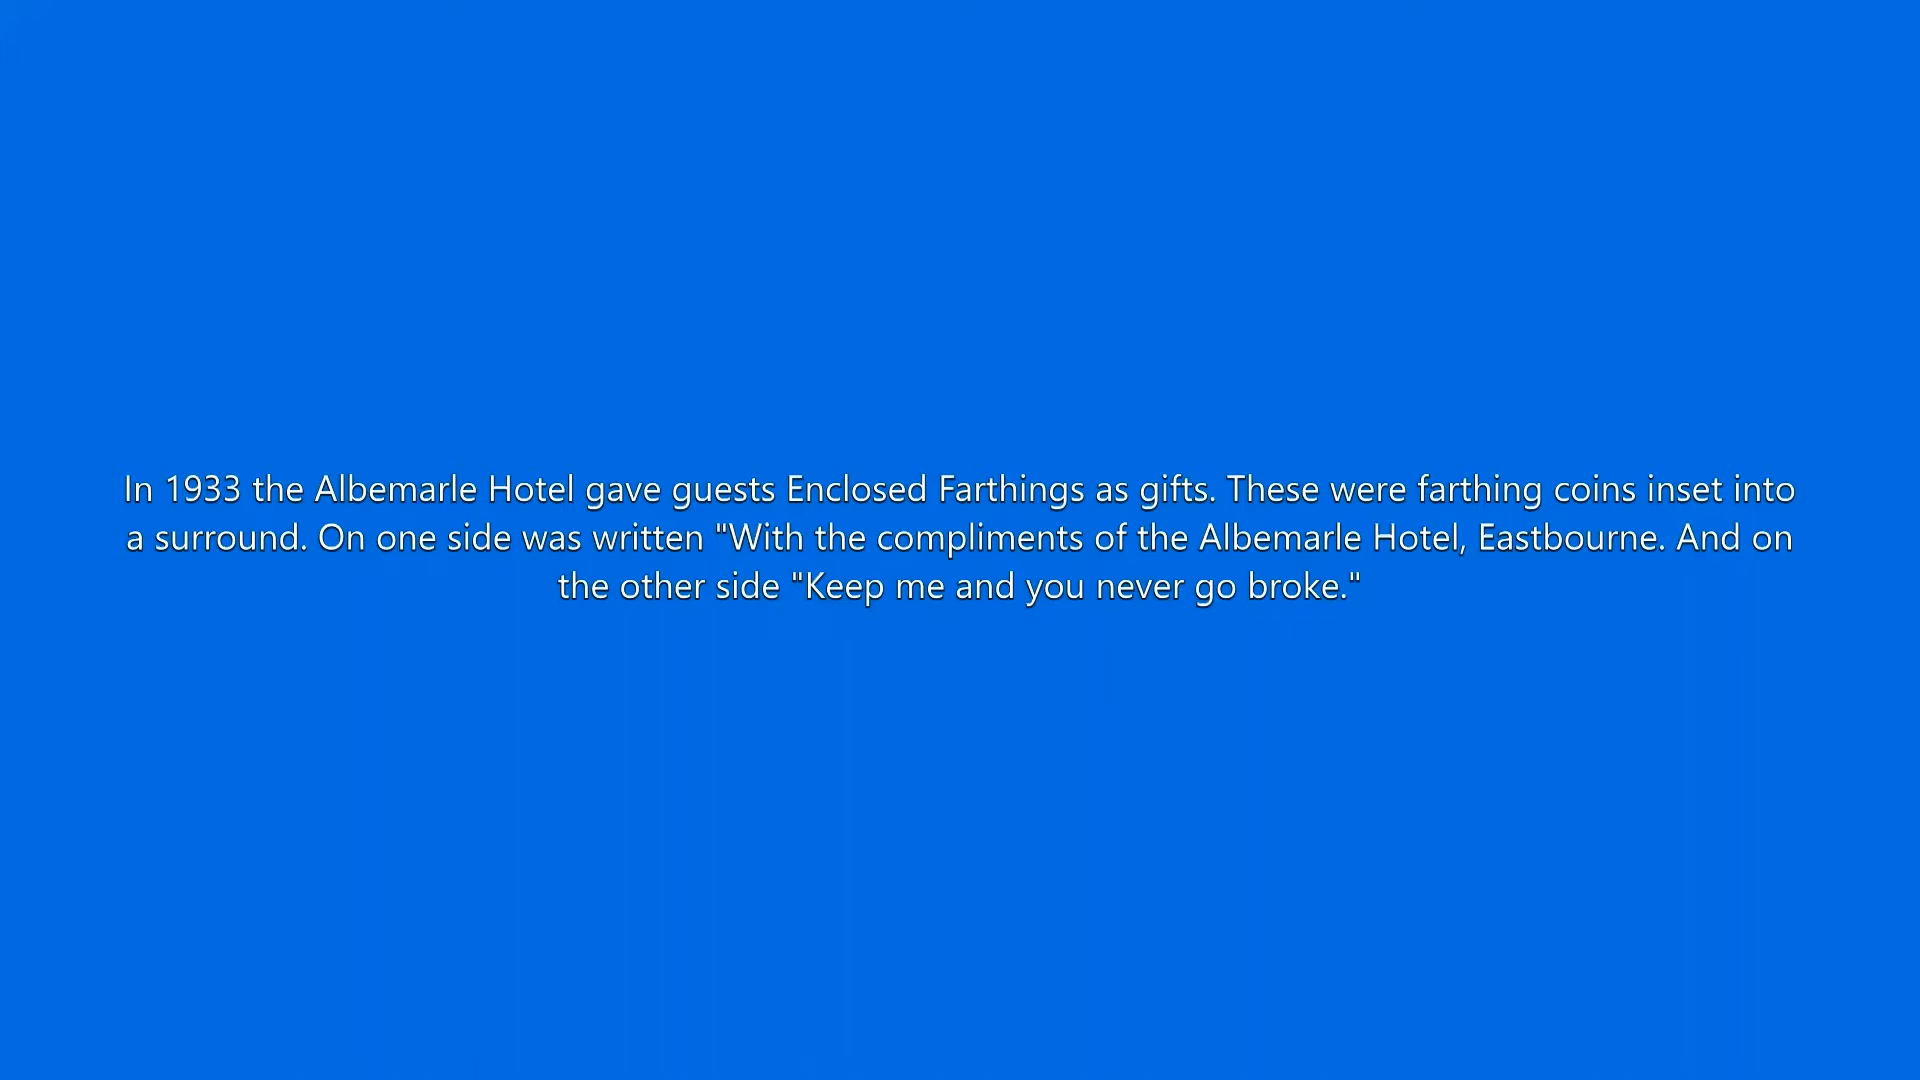 In 1933 the Albemarle Hotel gave guests Enclosed Farthings as gifts. These were farthing coins inset into
a surround. On one side was written "With the compliments of the Albemarle Hotel, Eastbourne. And on
the other side "Keep me and you never go broke."